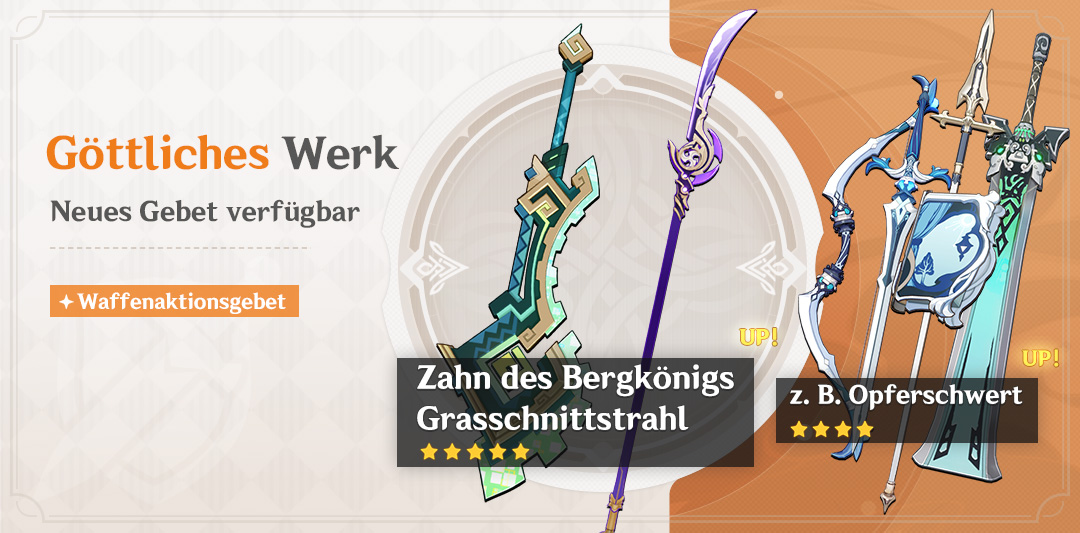 Göttliches Werk
Neues Gebet verfügbar
Waffenaktionsgebet
UP!
Zahn des Bergkönigs
Grasschnittstrahl
UP!
z. B. Opferschwert